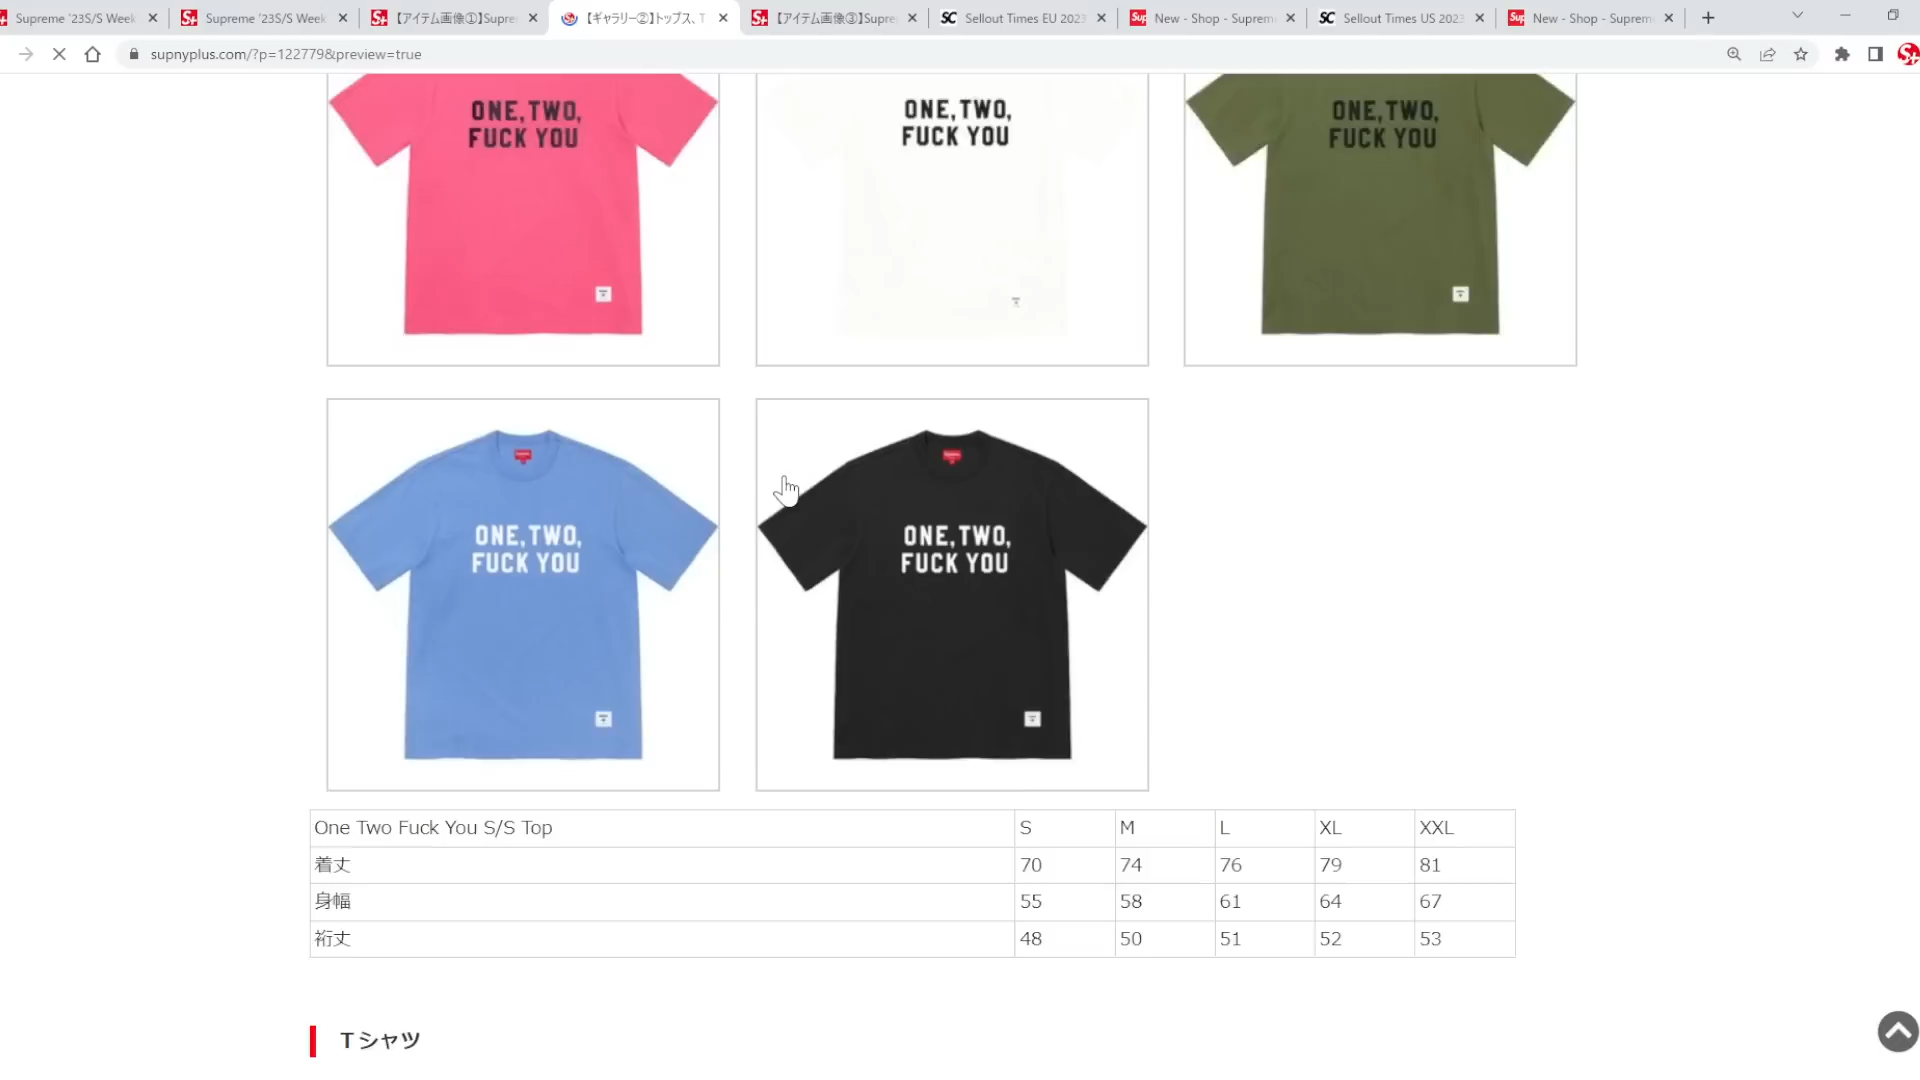 Supreme '23S/S Week
Supreme '23S/S Week
【アイテム画像①】Supre
【ギャラリー②】トップス、T
【アイテム画像③】Supre
Sellout Times EU 2023
New - Shop - Suprem
Sellout Times US 2023
New - Shop - Suprem
supnyplus.com/?p=122779&preview=true
ONE, TWO,
FUCK YOU
ONE, TWO,
FUCK YOU
ONE, TWO,
FUCK YOU
ONE, TWO,
FUCK YOU
ONE, TWO,
FUCK YOU
One Two Fuck You S/S Top S M L XL XXL
着丈 70 74 76 79 81
身幅 55 58 61 64 67
裄丈 48 50 51 52 53
Tシャツ